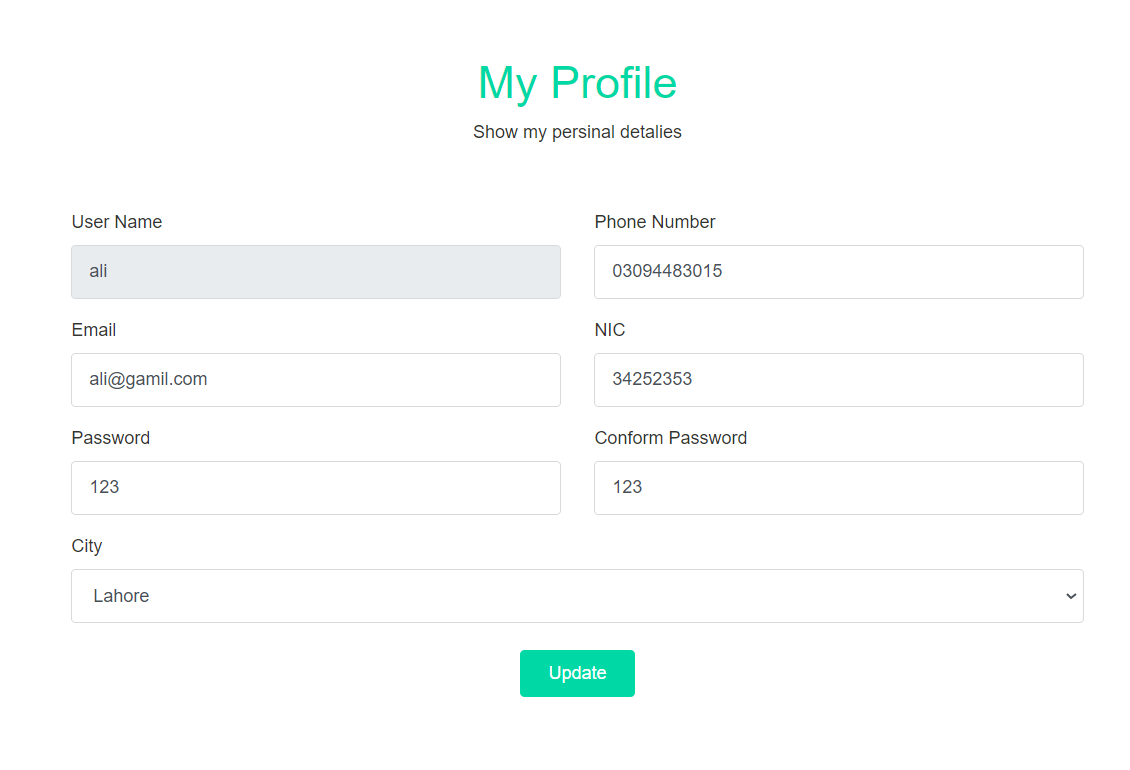 My Profile
Show my persinal detalies
User Name
Phone Number
ali
03094483015
Email
NIC
ali@gamil.com
34252353
Password
Conform Password
123
123
City
Lahore
Update